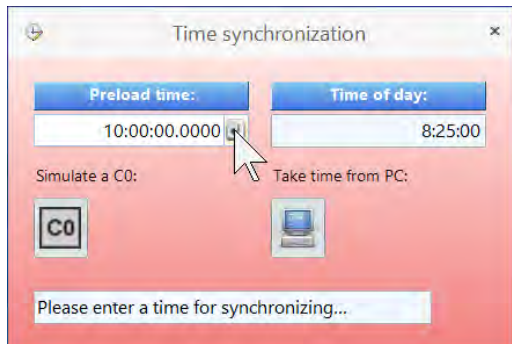 Time synchronization
Preload time:
Time of day:
10:00:00.0000
8:25:00
Simulate a C0:
Take time from PC:
C0
Please enter a time for synchronizing...